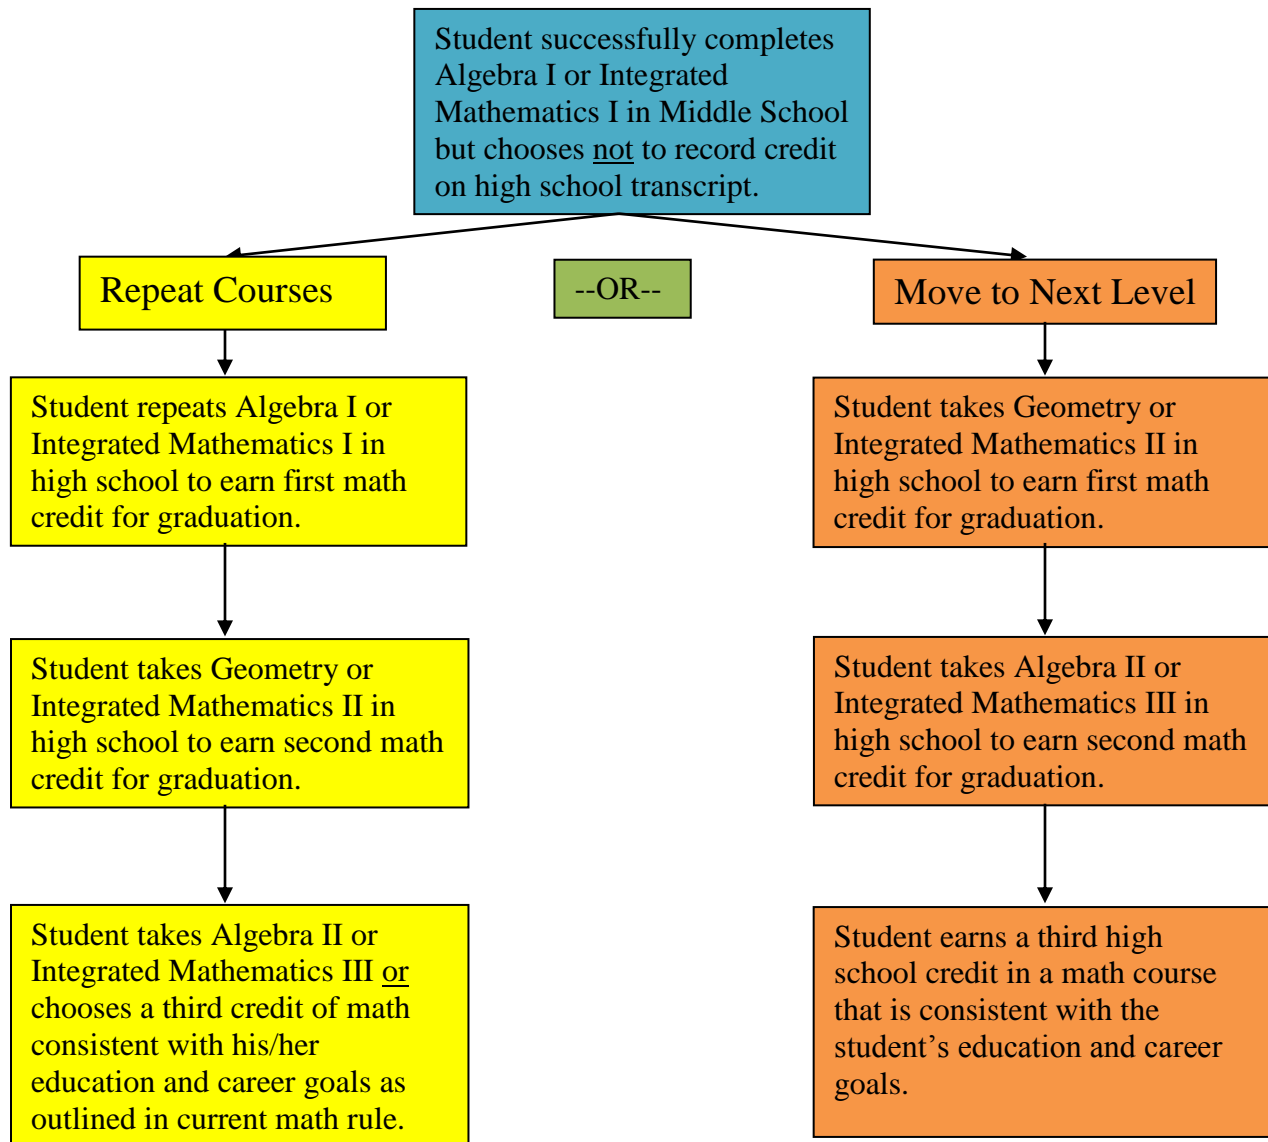 Student successfully completes
Algebra I or Integrated
Mathematics I in Middle School
but chooses not to record credit
on high school transcript.
Repeat Courses
--OR--
Move to Next Level
Student repeats Algebra I or
Integrated Mathematics I in
high school to earn first math
credit for graduation.
Student takes Geometry or
Integrated Mathematics II in
high school to earn first math
credit for graduation.
Student takes Geometry or
Integrated Mathematics II in
high school to earn second math
credit for graduation.
Student takes Algebra II or
Integrated Mathematics III in
high school to earn second math
credit for graduation.
Student takes Algebra II or
Integrated Mathematics III or
chooses a third credit of math
consistent with his/her
education and career goals as
outlined in current math rule.
Student earns a third high
school credit in a math course
that is consistent with the
student’s education and career
goals.